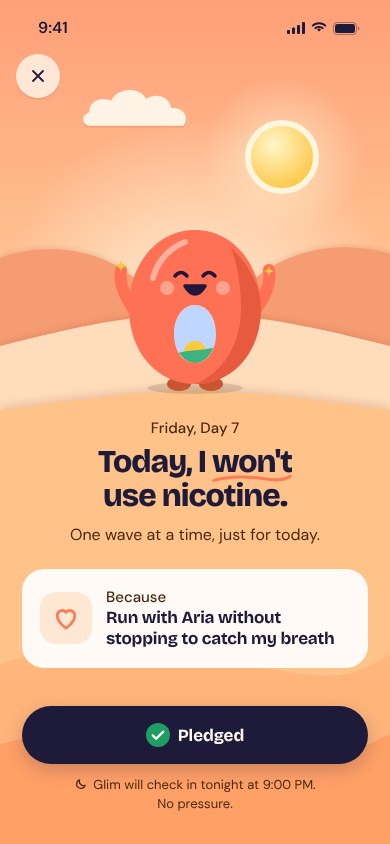 9:41
Friday, Day 7
Today, I won't
use nicotine.
One wave at a time, just for today.
Because
Run with Aria without
stopping to catch my breath
Pledged
Glim will check in tonight at 9:00 PM.
No pressure.